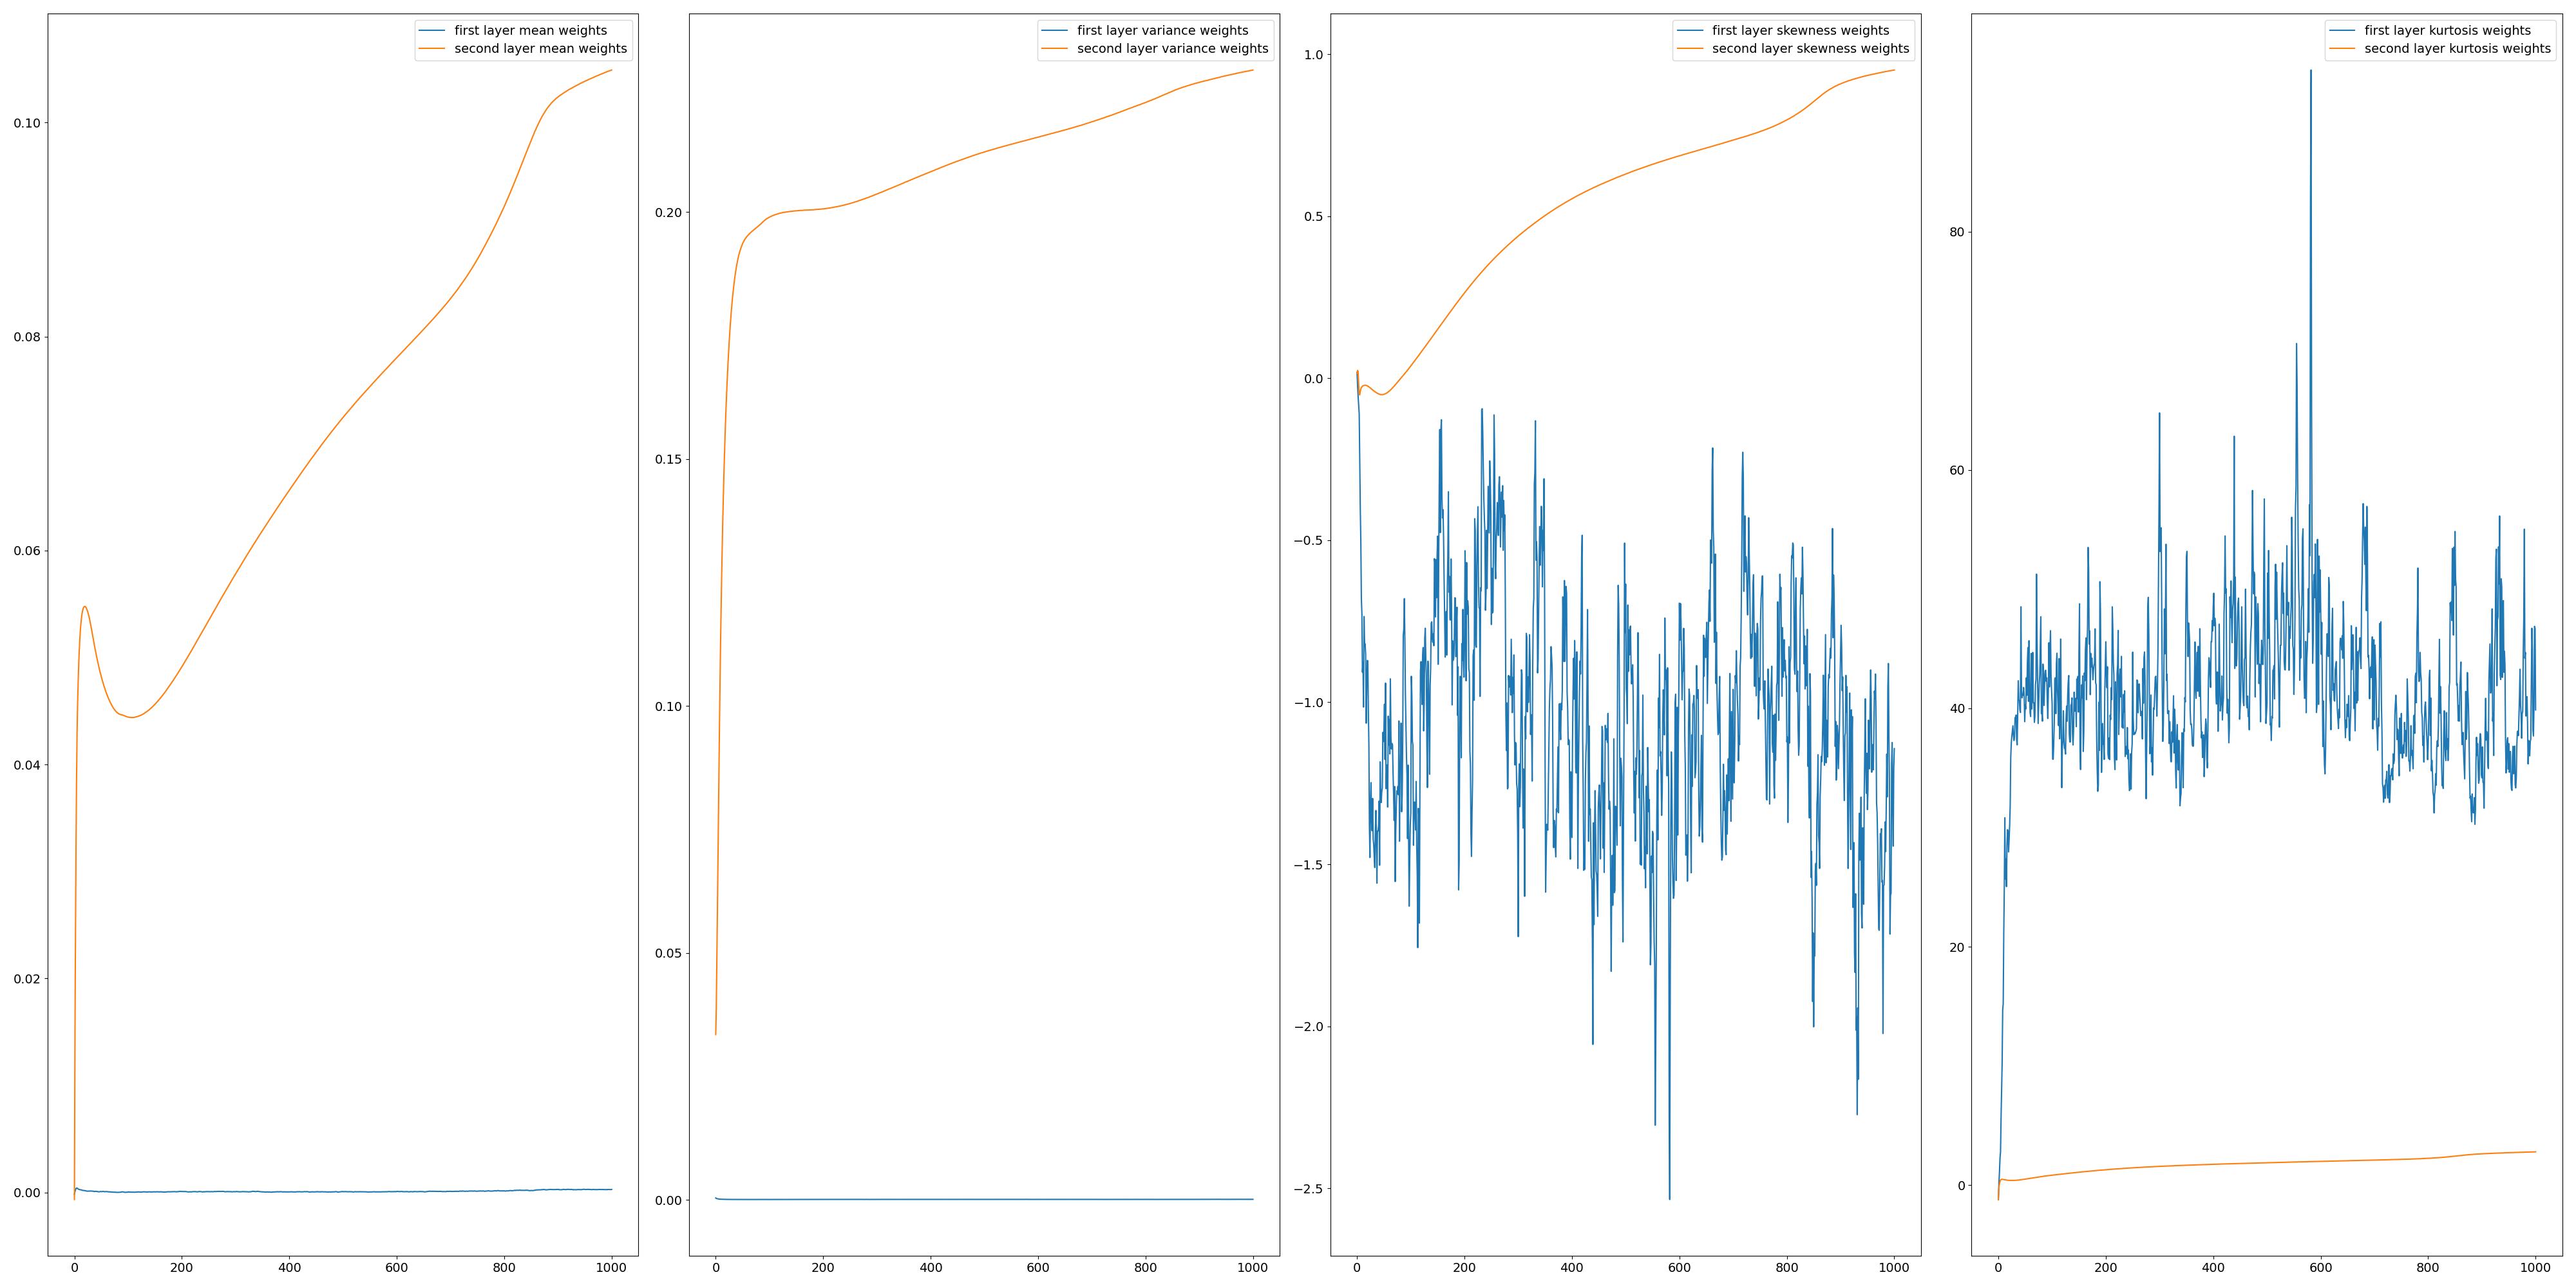 first layer mean weights
second layer mean weights
0.10
0.08
0.06
0.04
0.02
0.00
0 200 400 600 800 1000
first layer variance weights
second layer variance weights
0.20
0.15
0.10
0.05
0.00
0 200 400 600 800 1000
first layer skewness weights
second layer skewness weights
1.0
0.5
0.0
−0.5
−1.0
−1.5
−2.0
−2.5
0 200 400 600 800 1000
first layer kurtosis weights
second layer kurtosis weights
80
60
40
20
0
0 200 400 600 800 1000